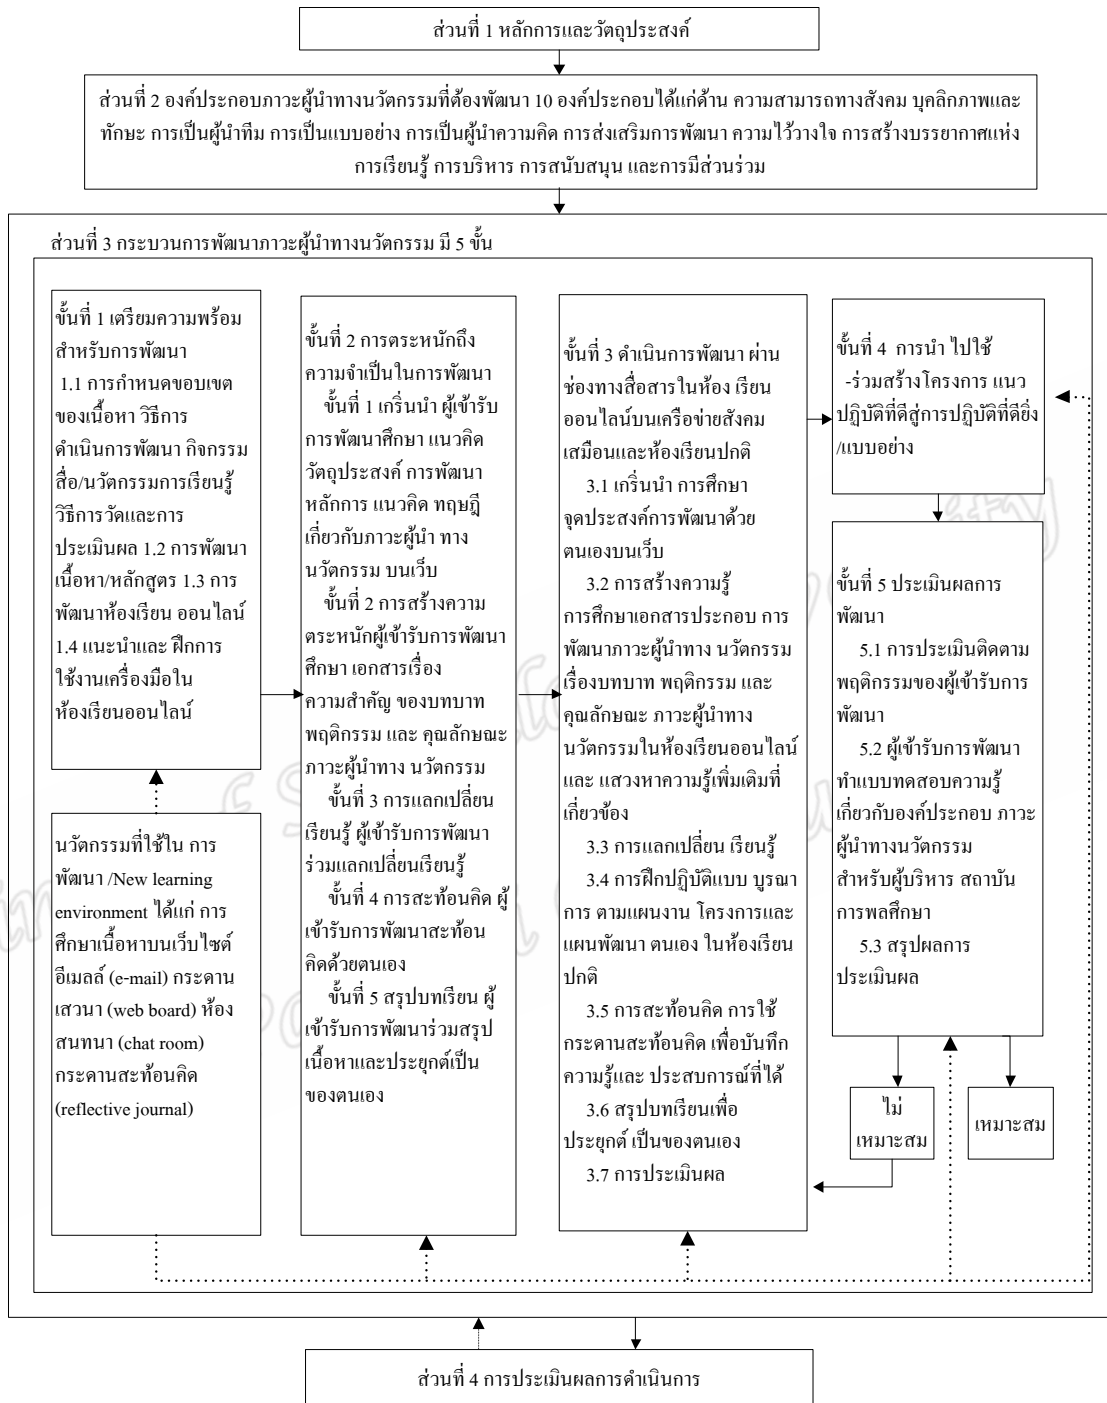 ส่วนที่ 1 หลักการและวัตถุประสงค์
ส่วนที่ 2 องค์ประกอบภาวะผู้นำทางนวัตกรรมที่ต้องพัฒนา 10 องค์ประกอบได้แก่ด้าน ความสามารถทางสังคม บุคลิกภาพและ
ทักษะ การเป็นผู้นำทีม การเป็นแบบอย่าง การเป็นผู้นำความคิด การส่งเสริมการพัฒนา ความไว้วางใจ การสร้างบรรยากาศแห่ง
การเรียนรู้ การบริหาร การสนับสนุน และการมีส่วนร่วม
ส่วนที่ 3 กระบวนการพัฒนาภาวะผู้นำทางนวัตกรรม มี 5 ขั้น
ขั้นที่ 1 เตรียมความพร้อม
สำหรับการพัฒนา
1.1 การกำหนดขอบเขต
ของเนื้อหา วิธีการ
ดำเนินการพัฒนา กิจกรรม
สื่อ/นวัตกรรมการเรียนรู้
วิธีการวัดและการ
ประเมินผล 1.2 การพัฒนา
เนื้อหา/หลักสูตร 1.3 การ
พัฒนาห้องเรียน ออนไลน์
1.4 แนะนำและ ฝึกการ
ใช้งานเครื่องมือใน
ห้องเรียนออนไลน์
นวัตกรรมที่ใช้ใน การ
พัฒนา /New learning
environment ได้แก่ การ
ศึกษาเนื้อหาบนเว็บไซต์
อีเมลล์ (e-mail) กระดาน
เสวนา (web board) ห้อง
สนทนา (chat room)
กระดานสะท้อนคิด
(reflective journal)
ขั้นที่ 2 การตระหนักถึง
ความจำเป็นในการพัฒนา
ขั้นที่ 1 เกริ่นนำ ผู้เข้ารับ
การพัฒนาศึกษา แนวคิด
วัตถุประสงค์ การพัฒนา
หลักการ แนวคิด ทฤษฎี
เกี่ยวกับภาวะผู้นำ ทาง
นวัตกรรม บนเว็บ
ขั้นที่ 2 การสร้างความ
ตระหนักผู้เข้ารับการพัฒนา
ศึกษา เอกสารเรื่อง
ความสำคัญ ของบทบาท
พฤติกรรม และ คุณลักษณะ
ภาวะผู้นำทาง นวัตกรรม
ขั้นที่ 3 การแลกเปลี่ยน
เรียนรู้ ผู้เข้ารับการพัฒนา
ร่วมแลกเปลี่ยนเรียนรู้
ขั้นที่ 4 การสะท้อนคิด ผู้
เข้ารับการพัฒนาสะท้อน
คิดด้วยตนเอง
ขั้นที่ 5 สรุปบทเรียน ผู้
เข้ารับการพัฒนาร่วมสรุป
เนื้อหาและประยุกต์เป็น
ของตนเอง
ขั้นที่ 3 ดำเนินการพัฒนา ผ่าน
ช่องทางสื่อสารในห้อง เรียน
ออนไลน์บนเครือข่ายสังคม
เสมือนและห้องเรียนปกติ
3.1 เกริ่นนำ การศึกษา
จุดประสงค์การพัฒนาด้วย
ตนเองบนเว็บ
3.2 การสร้างความรู้
การศึกษาเอกสารประกอบ การ
พัฒนาภาวะผู้นำทาง นวัตกรรม
เรื่องบทบาท พฤติกรรม และ
คุณลักษณะ ภาวะผู้นำทาง
นวัตกรรมในห้องเรียนออนไลน์
และ แสวงหาความรู้เพิ่มเติมที่
เกี่ยวข้อง
3.3 การแลกเปลี่ยน เรียนรู้
3.4 การฝึกปฏิบัติแบบ บูรณา
การ ตามแผนงาน โครงการและ
แผนพัฒนา ตนเอง ในห้องเรียน
ปกติ
3.5 การสะท้อนคิด การใช้
กระดานสะท้อนคิด เพื่อบันทึก
ความรู้และ ประสบการณ์ที่ได้
3.6 สรุปบทเรียนเพื่อ
ประยุกต์ เป็นของตนเอง
3.7 การประเมินผล
ขั้นที่ 4 การนำ ไปใช้
-ร่วมสร้างโครงการ แนว
ปฏิบัติที่ดีสู่การปฏิบัติที่ดียิ่ง
/แบบอย่าง
ขั้นที่ 5 ประเมินผลการ
พัฒนา
5.1 การประเมินติดตาม
พฤติกรรมของผู้เข้ารับการ
พัฒนา
5.2 ผู้เข้ารับการพัฒนา
ทำแบบทดสอบความรู้
เกี่ยวกับองค์ประกอบ ภาวะ
ผู้นำทางนวัตกรรม
สำหรับผู้บริหาร สถาบัน
การพลศึกษา
5.3 สรุปผลการ
ประเมินผล
ไม่
เหมาะสม
เหมาะสม
ส่วนที่ 4 การประเมินผลการดำเนินการ